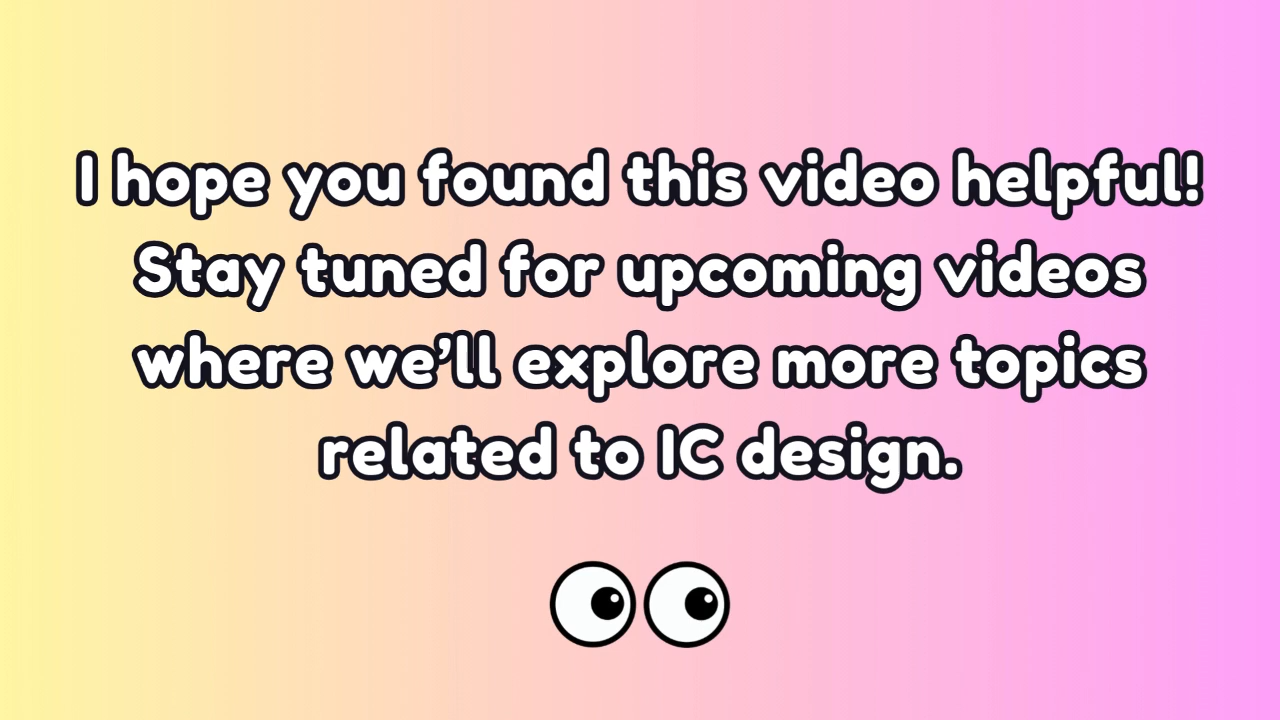 I hope you found this video helpful!
Stay tuned for upcoming videos
where we’ll explore more topics
related to IC design.